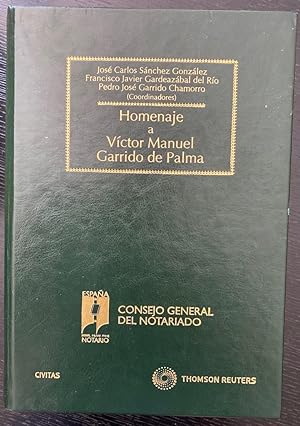 José Carlos Sánchez González
Francisco Javier Gardeazábal del Río
Pedro José Garrido Chamorro
(Coordinadores)
Homenaje
a
Víctor Manuel
Garrido de Palma
ESPAÑA
NOTARIO
CONSEJO GENERAL
DEL NOTARIADO
CIVITAS
THOMSON REUTERS